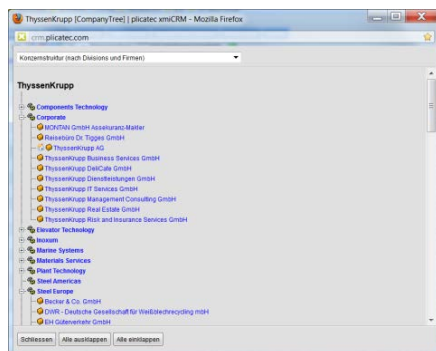 ThyssenKrupp [CompanyTree] | plicatec xmiCRM - Mozilla Firefox
crm.plicatec.com
Konzernstruktur (nach Divisions und Firmen)
ThyssenKrupp
Components Technology
Corporate
MONTAN GmbH Assekuranz-Makler
Reisebüro Dr. Tigges GmbH
ThyssenKrupp AG
ThyssenKrupp Business Services GmbH
ThyssenKrupp DeliCate GmbH
ThyssenKrupp Dienstleistungen GmbH
ThyssenKrupp IT Services GmbH
ThyssenKrupp Management Consulting GmbH
ThyssenKrupp Real Estate GmbH
ThyssenKrupp Risk and Insurance Services GmbH
Elevator Technology
Inoxum
Marine Systems
Materials Services
Plant Technology
Steel Americas
Steel Europe
Becker & Co. GmbH
DWR - Deutsche Gesellschaft für Weißblechrecycling mbH
EH Güterverkehr GmbH
Schliessen Alle ausklappen Alle einklappen